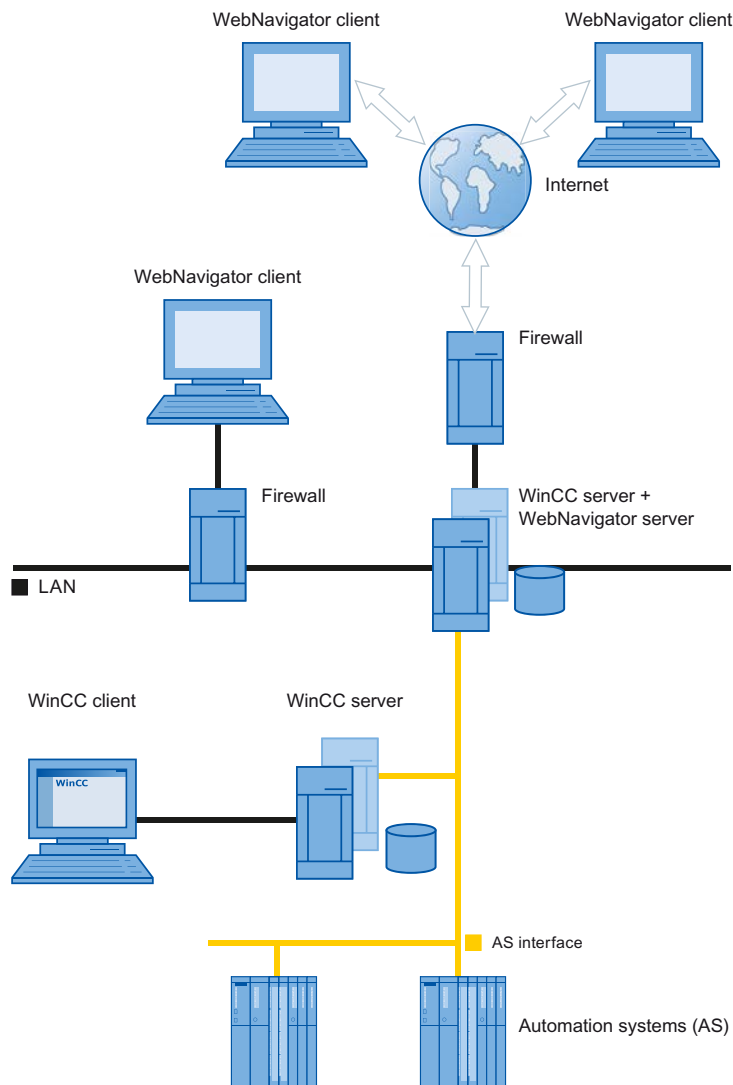 WebNavigator client
WebNavigator client
Internet
WebNavigator client
Firewall
Firewall
WinCC server +
WebNavigator server
LAN
WinCC client
WinCC server
WinCC
AS interface
Automation systems (AS)